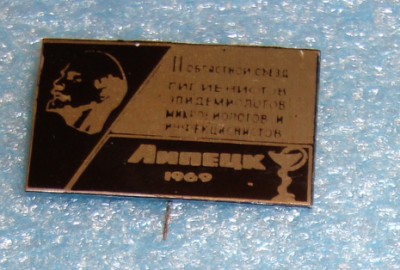 II областной съезд
гигиенистов
эпидемиологов
микробиологов и
инфекционистов
Липецк
1969